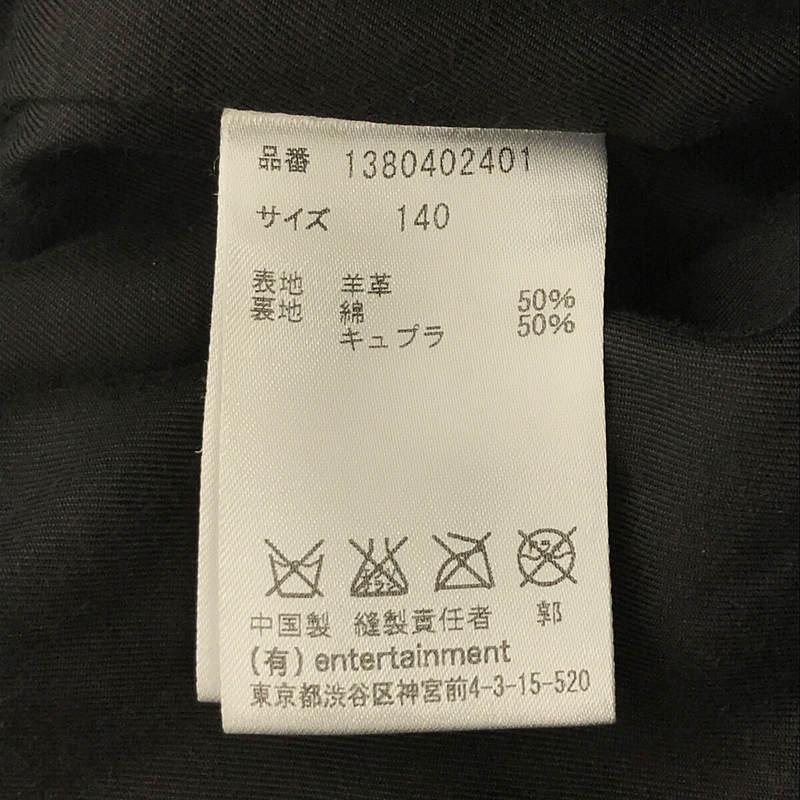 品番 1380402401
サイズ 140
表地 羊革
裏地 綿 50%
キュプラ 50%
中国製 縫製責任者 郭
(有) entertainment
東京都渋谷区神宮前4-3-15-520